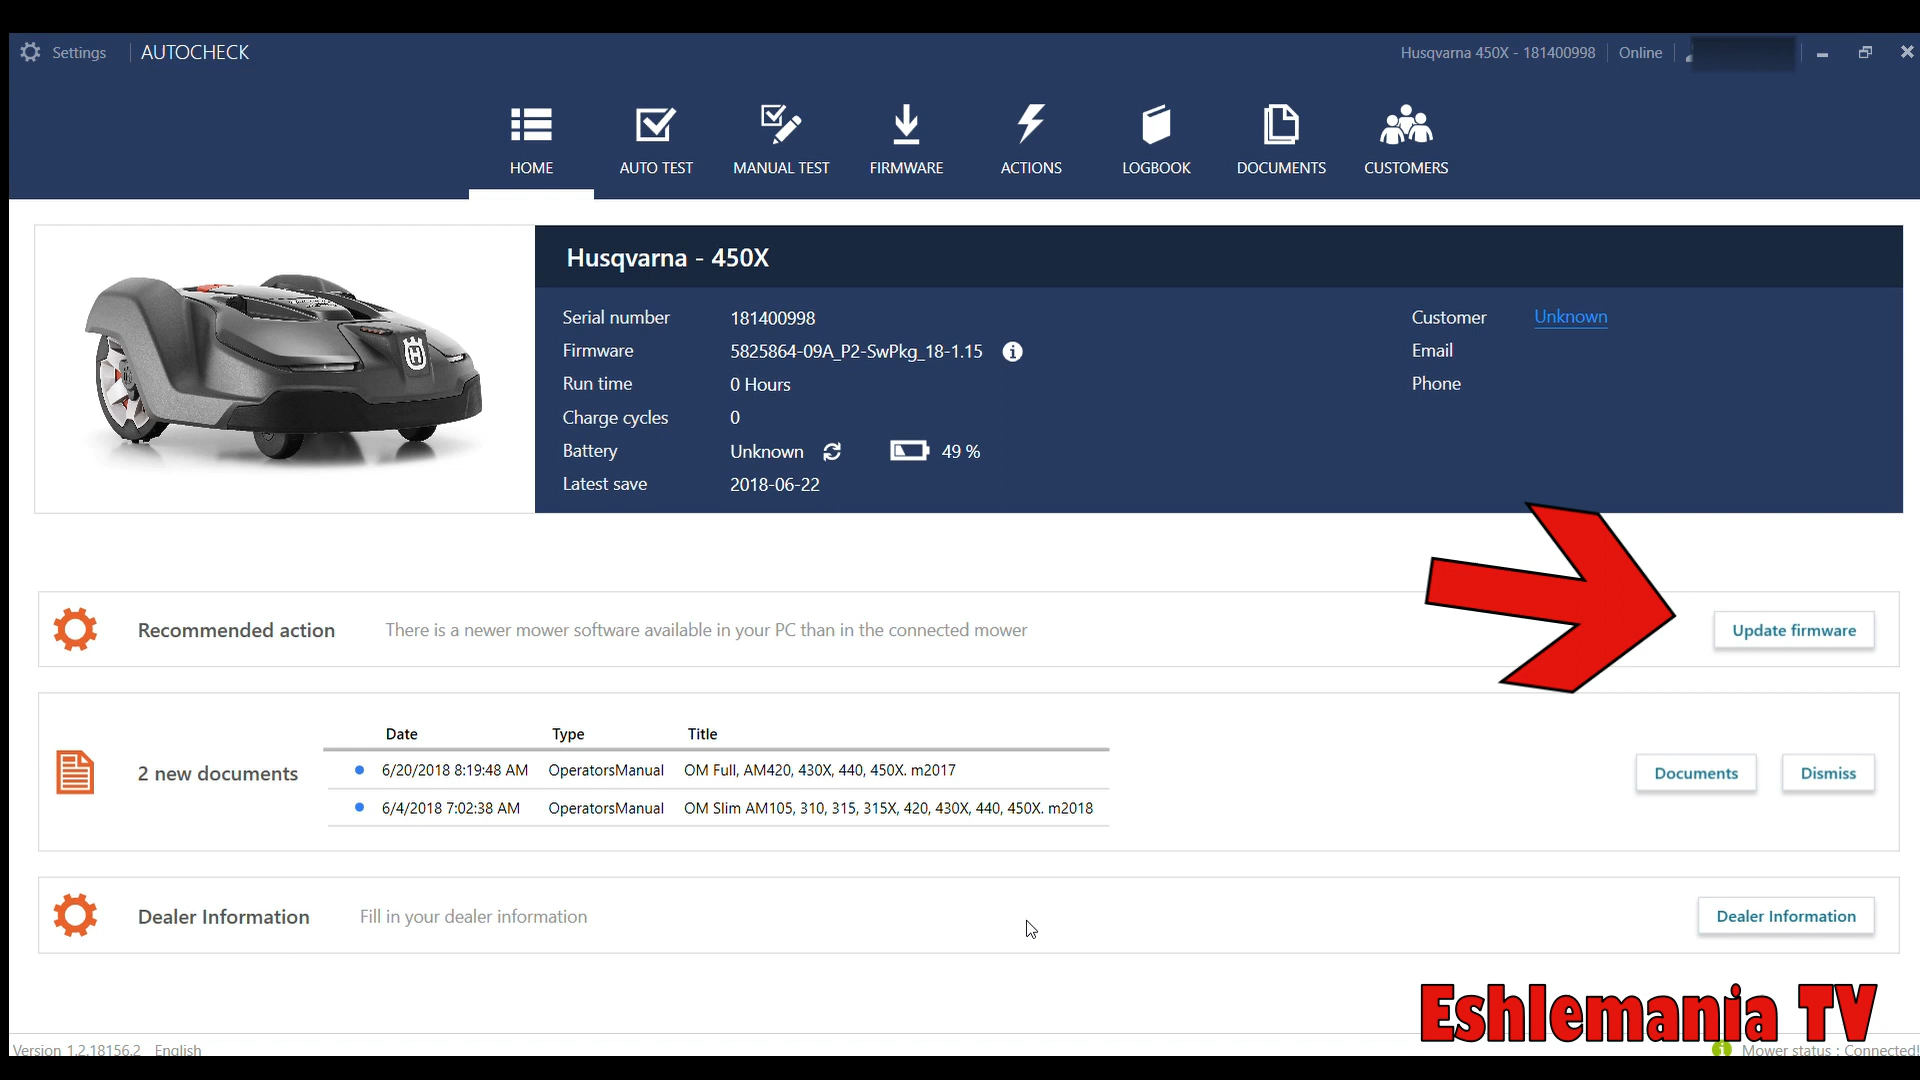 Settings
AUTOCHECK
Husqvarna 450X - 181400998
Online
HOME
AUTO TEST
MANUAL TEST
FIRMWARE
ACTIONS
LOGBOOK
DOCUMENTS
CUSTOMERS
Husqvarna - 450X
Serial number 181400998
Firmware 5825864-09A_P2-SwPkg_18-1.15
Run time 0 Hours
Charge cycles 0
Battery Unknown 49 %
Latest save 2018-06-22
Customer Unknown
Email
Phone
Recommended action There is a newer mower software available in your PC than in the connected mower Update firmware
2 new documents
Date Type Title
6/20/2018 8:19:48 AM OperatorsManual OM Full, AM420, 430X, 440, 450X. m2017
6/4/2018 7:02:38 AM OperatorsManual OM Slim AM105, 310, 315, 315X, 420, 430X, 440, 450X. m2018
Documents
Dismiss
Dealer Information Fill in your dealer information Dealer Information
Eshlemania TV
Version 1.2.18156.2 English
Mower status : Connected!